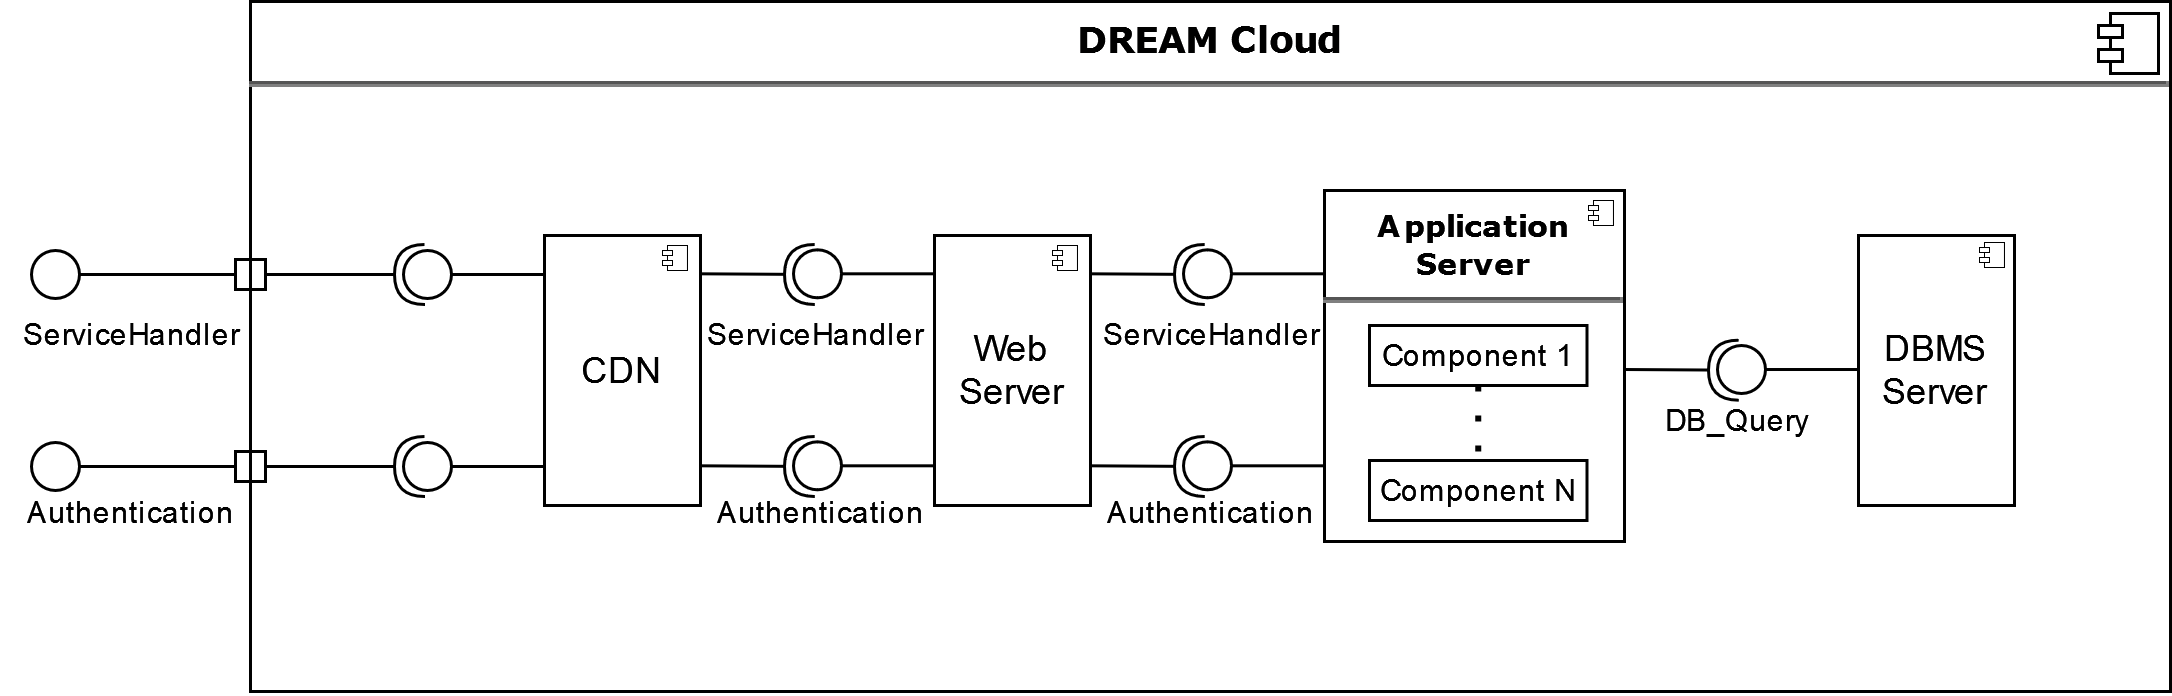 DREAM Cloud
ServiceHandler
Authentication
CDN
ServiceHandler
Authentication
Web
Server
ServiceHandler
Authentication
Application
Server
Component 1
Component N
DB_Query
DBMS
Server